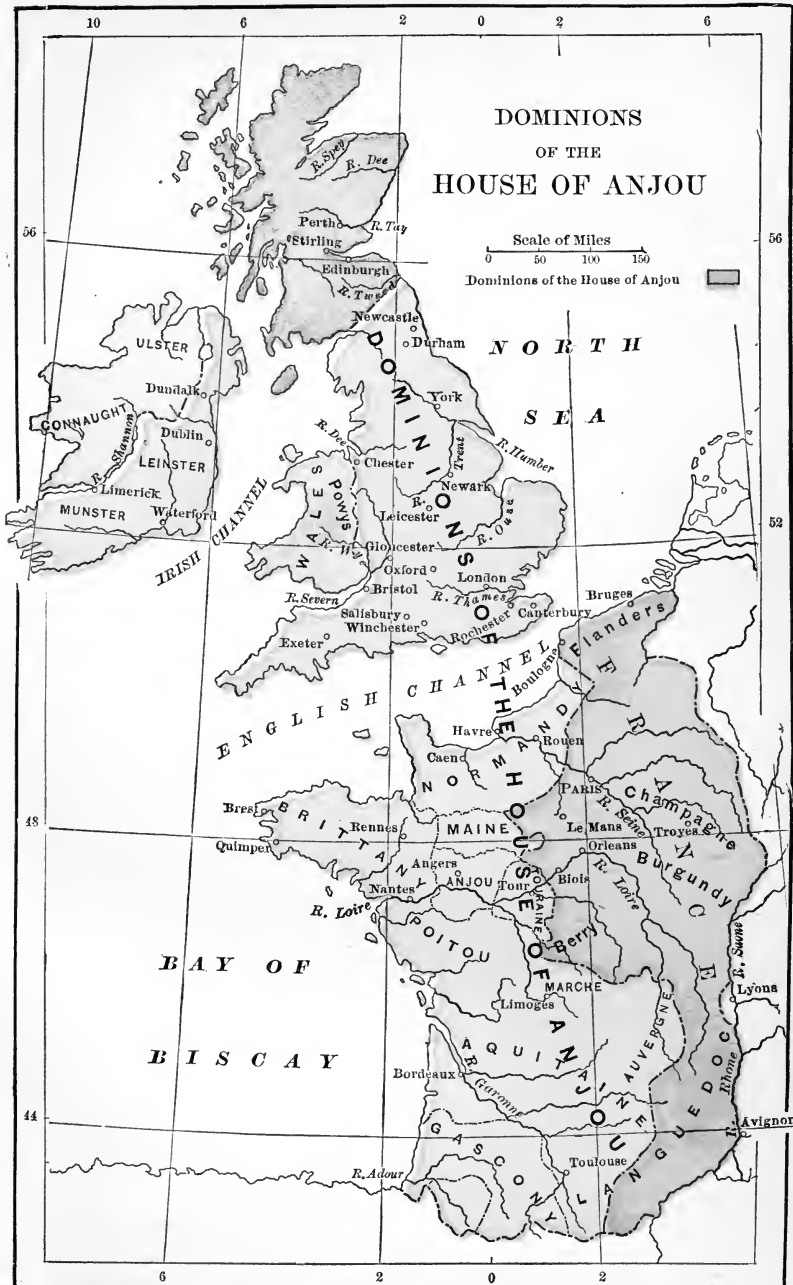 10 6 2 0 2 6
DOMINIONS
OF THE
HOUSE OF ANJOU
Scale of Miles
0 50 100 150
Dominions of the House of Anjou
56
56
R. Spey
R. Dee
Perth
R. Tay
Stirling
Edinburgh
R. Tweed
Newcastle
Durham
NORTH
SEA
ULSTER
Dundalk
CONNAUGHT
R. Shannon
Dublin
LEINSTER
Limerick
MUNSTER
Waterford
IRISH CHANNEL
York
R. Humber
R. Dee
Chester
Trent
Newark
R.
Leicester
R. Ouse
WALES
Powys
52
R. Wye
Gloucester
Oxford
London
R. Severn
Bristol
R. Thames
Salisbury
Winchester
Rochester
Canterbury
Exeter
Bruges
Flanders
Boulogne
ENGLISH CHANNEL
DOMINIONS OF THE HOUSE OF ANJOU
FRANCE
Havre
Rouen
Caen
NORMANDY
PARIS
R. Seine
Champagne
Troyes
48
Brest
BRITTANY
Rennes
MAINE
Le Mans
Quimper
Orleans
Burgundy
Angers
ANJOU
Tour
TOURAINE
Blois
R. Loire
Nantes
R. Loire
POITOU
Berry
R. Saone
BAY OF
BISCAY
MARCHE
Limoges
Lyons
AUVERGNE
AQUITAINE
Bordeaux
R. Garonne
Rhone
R.
44
Avignon
GASCONY
LANGUEDOC
Toulouse
R. Adour
6 2 0 2